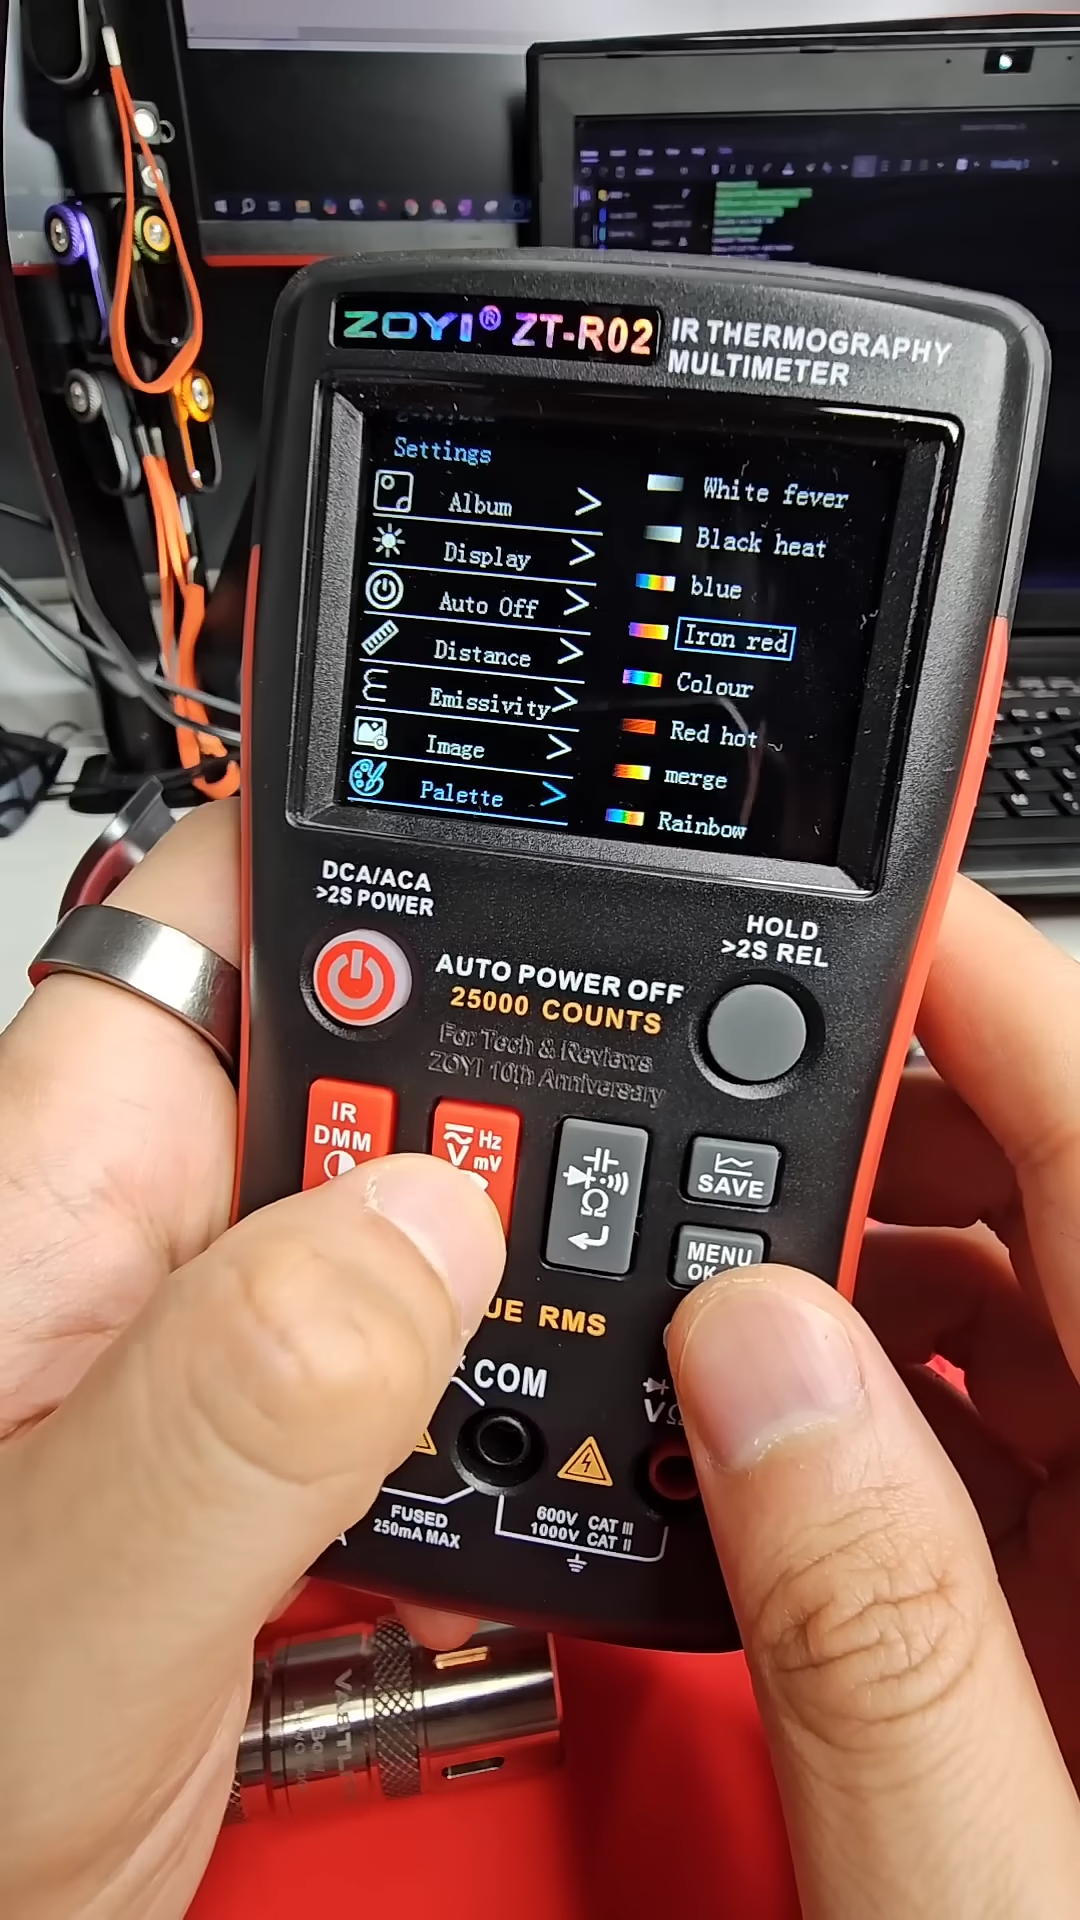 ZOYI® ZT-R02
IR THERMOGRAPHY
MULTIMETER
Settings
Album
Display
Auto Off
Distance
Emissivity
Image
Palette
White fever
Black heat
blue
Iron red
Colour
Red hot
merge
Rainbow
DCA/ACA
>2S POWER
HOLD
>2S REL
AUTO POWER OFF
25000 COUNTS
For Tech & Reviews
ZOYI 10th Anniversary
IR
DMM
Hz
V mV
Ω
SAVE
MENU
OK
UE RMS
COM
VΩ
FUSED
250mA MAX
600V CAT III
1000V CAT II